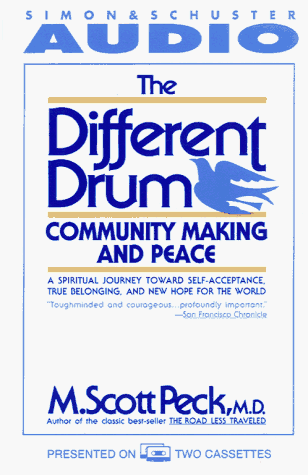 SIMON & SCHUSTER
AUDIO
The
Different
Drum
COMMUNITY MAKING
AND PEACE
A SPIRITUAL JOURNEY TOWARD SELF-ACCEPTANCE,
TRUE BELONGING, AND NEW HOPE FOR THE WORLD
"Toughminded and courageous...profoundly important."
—San Francisco Chronicle
M. Scott Peck, M.D.
Author of the classic best-seller THE ROAD LESS TRAVELED
PRESENTED ON TWO CASSETTES